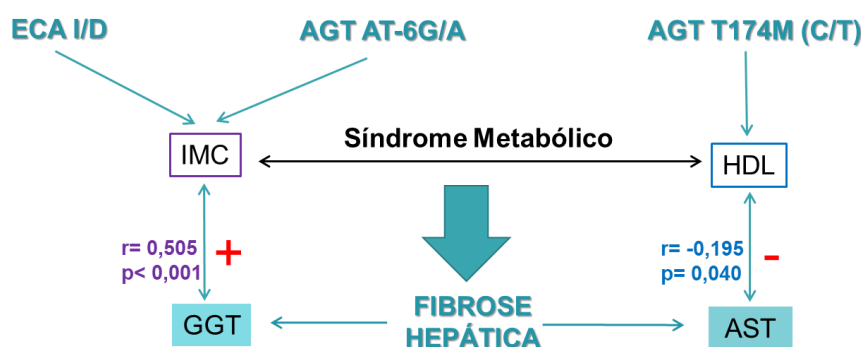 ECA I/D
AGT AT-6G/A
AGT T174M (C/T)
Síndrome Metabólico
IMC
HDL
r= 0,505
p< 0,001
+
r= -0,195
p= 0,040
-
FIBROSE
HEPÁTICA
GGT
AST